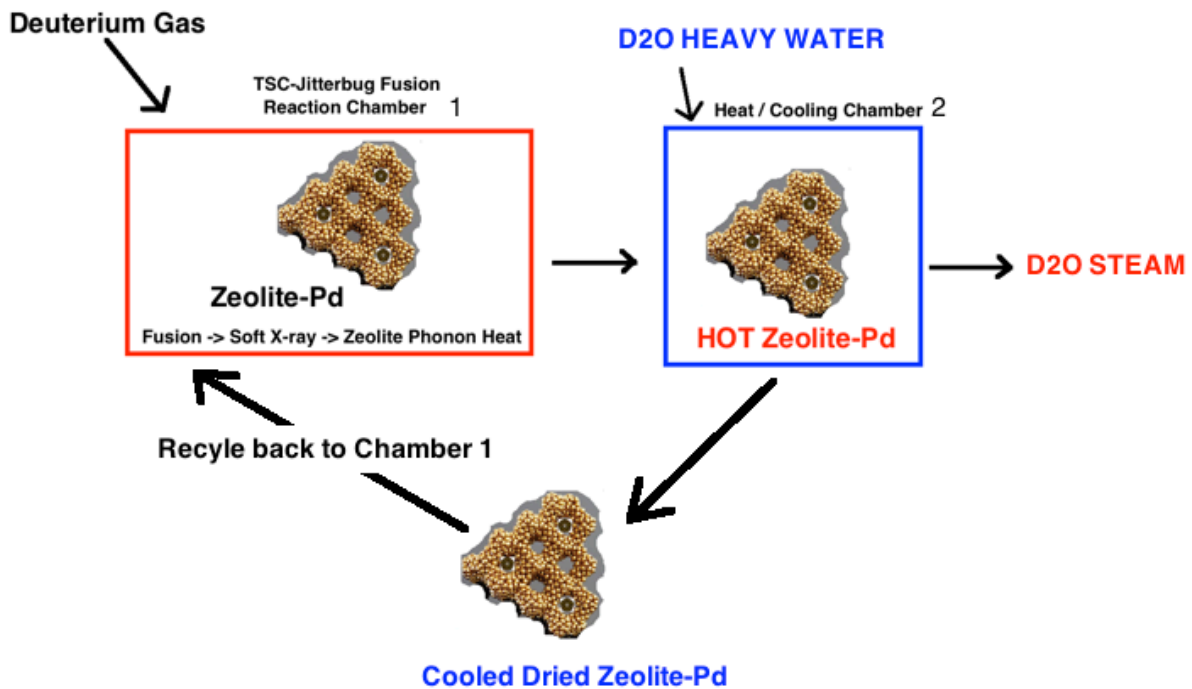 Deuterium Gas
TSC-Jitterbug Fusion
Reaction Chamber 1
Zeolite-Pd
Fusion -> Soft X-ray -> Zeolite Phonon Heat
D2O HEAVY WATER
Heat / Cooling Chamber 2
HOT Zeolite-Pd
D2O STEAM
Recyle back to Chamber 1
Cooled Dried Zeolite-Pd